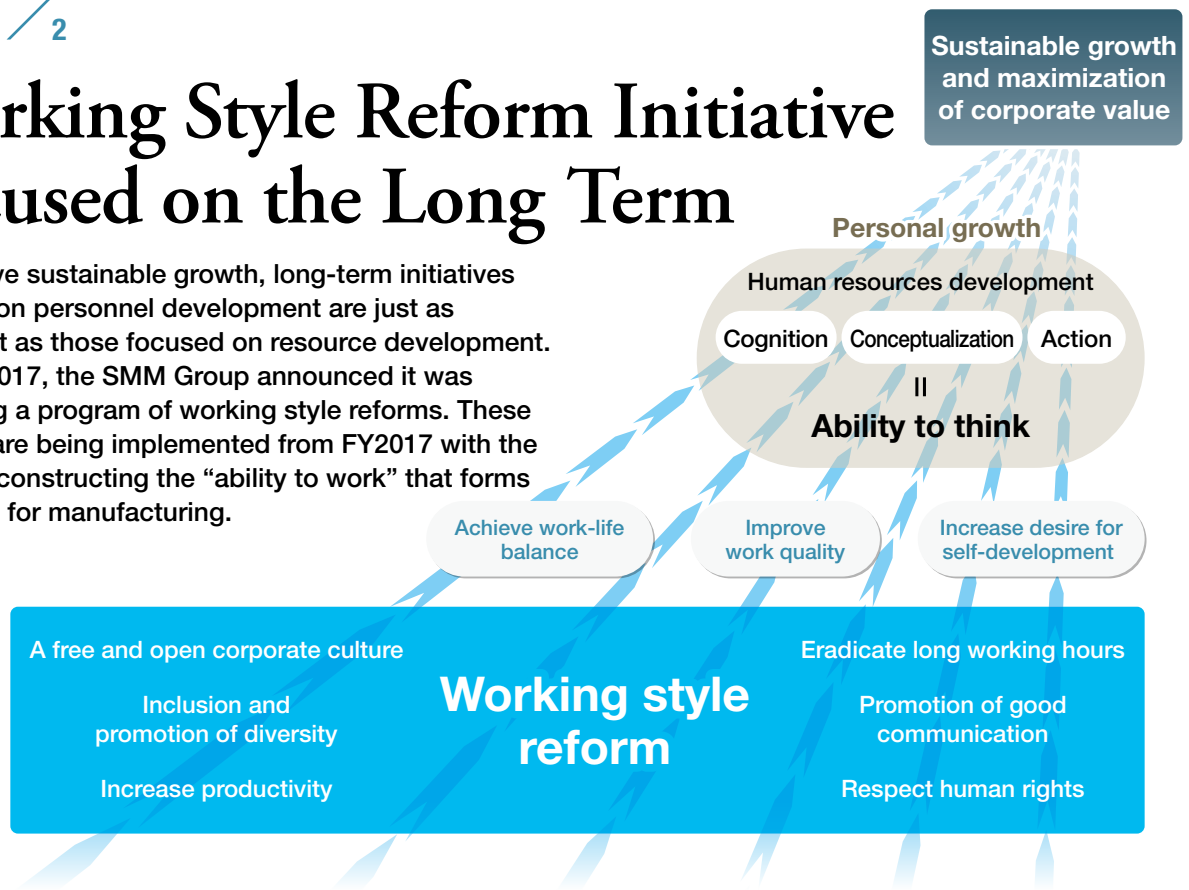 2
Sustainable growth
and maximization
of corporate value
rking Style Reform Initiative
used on the Long Term
ve sustainable growth, long-term initiatives
on personnel development are just as
t as those focused on resource development.
017, the SMM Group announced it was
g a program of working style reforms. These
are being implemented from FY2017 with the
constructing the “ability to work” that forms
for manufacturing.
Personal growth
Human resources development
Cognition Conceptualization Action
=
Ability to think
Achieve work-life
balance
Improve
work quality
Increase desire for
self-development
A free and open corporate culture
Inclusion and
promotion of diversity
Increase productivity
Working style
reform
Eradicate long working hours
Promotion of good
communication
Respect human rights